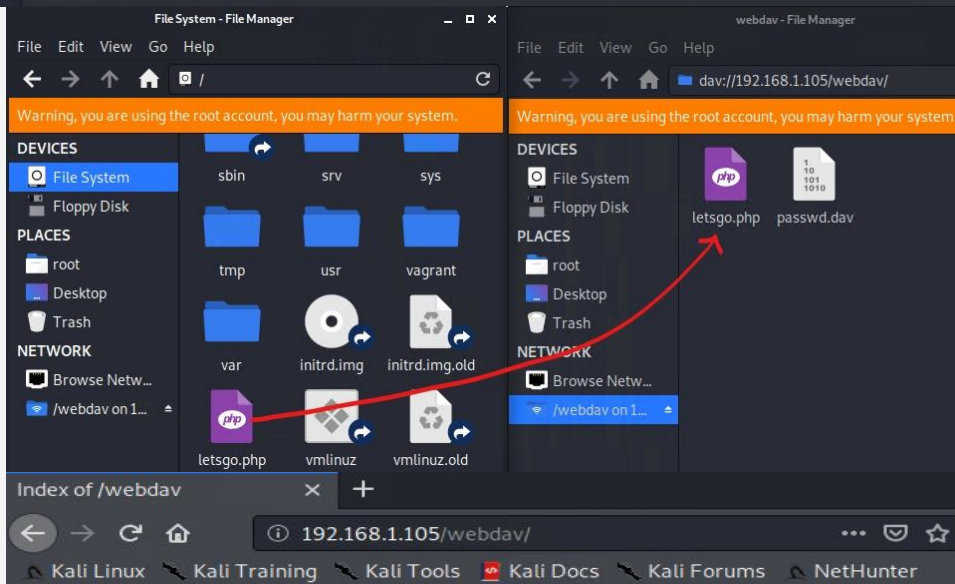 File System - File Manager
File Edit View Go Help
/
Warning, you are using the root account, you may harm your system.
DEVICES
File System
Floppy Disk
PLACES
root
Desktop
Trash
NETWORK
Browse Netw...
/webdav on 1...
sbin srv sys
tmp usr vagrant
var initrd.img initrd.img.old
php
letsgo.php vmlinuz vmlinuz.old
webdav - File Manager
File Edit View Go Help
dav://192.168.1.105/webdav/
Warning, you are using the root account, you may harm your system.
DEVICES
File System
Floppy Disk
PLACES
root
Desktop
Trash
NETWORK
Browse Netw...
/webdav on 1...
php
1
10
101
1010
letsgo.php passwd.dav
Index of /webdav
192.168.1.105/webdav/
Kali Linux Kali Training Kali Tools Kali Docs Kali Forums NetHunter